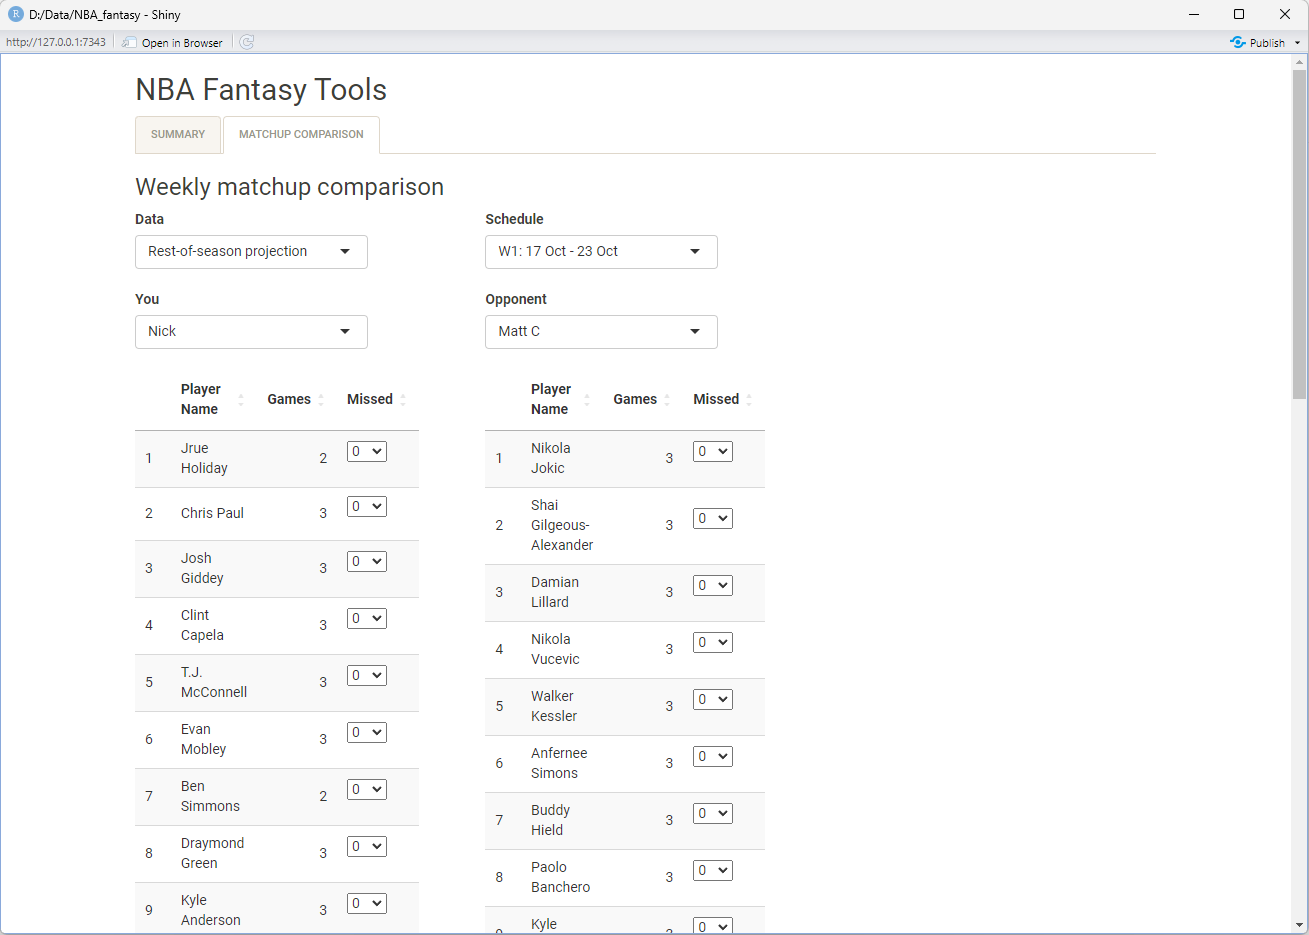 D:/Data/NBA_fantasy - Shiny
http://127.0.0.1:7343 Open in Browser Publish
NBA Fantasy Tools
SUMMARY MATCHUP COMPARISON
Weekly matchup comparison
Data
Rest-of-season projection
Schedule
W1: 17 Oct - 23 Oct
You
Nick
Opponent
Matt C
Player Name Games Missed
1 Jrue Holiday 2 0
2 Chris Paul 3 0
3 Josh Giddey 3 0
4 Clint Capela 3 0
5 T.J. McConnell 3 0
6 Evan Mobley 3 0
7 Ben Simmons 2 0
8 Draymond Green 3 0
9 Kyle Anderson 3 0
Player Name Games Missed
1 Nikola Jokic 3 0
2 Shai Gilgeous-Alexander 3 0
3 Damian Lillard 3 0
4 Nikola Vucevic 3 0
5 Walker Kessler 3 0
6 Anfernee Simons 3 0
7 Buddy Hield 3 0
8 Paolo Banchero 3 0
Kyle 0